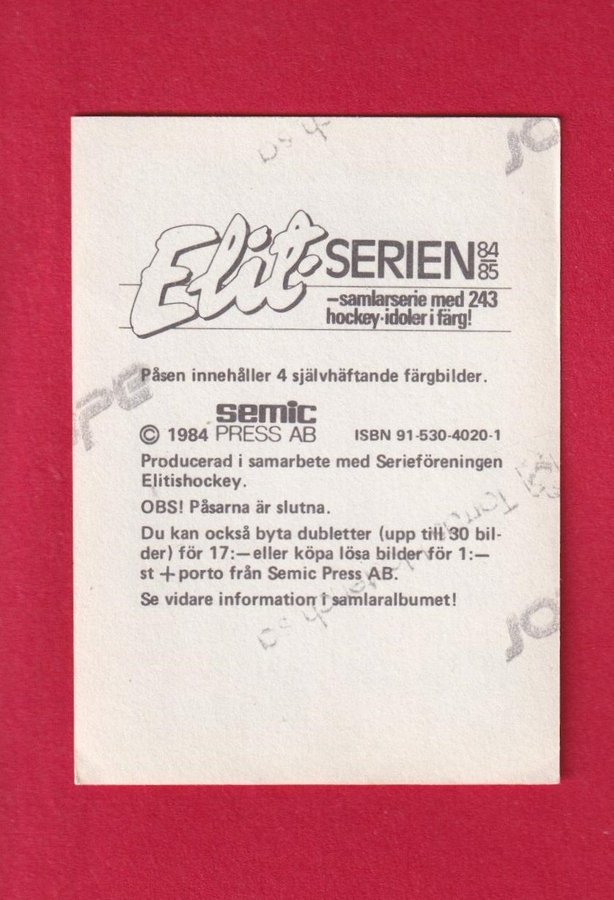 Elit-SERIEN 84/85
–samlarserie med 243
hockey-idoler i färg!
Påsen innehåller 4 självhäftande färgbilder.
semic
© 1984 PRESS AB ISBN 91-530-4020-1
Producerad i samarbete med Serieföreningen
Elitishockey.
OBS! Påsarna är slutna.
Du kan också byta dubletter (upp till 30 bil-
der) för 17:— eller köpa lösa bilder för 1:—
st + porto från Semic Press AB.
Se vidare information i samlaralbumet!